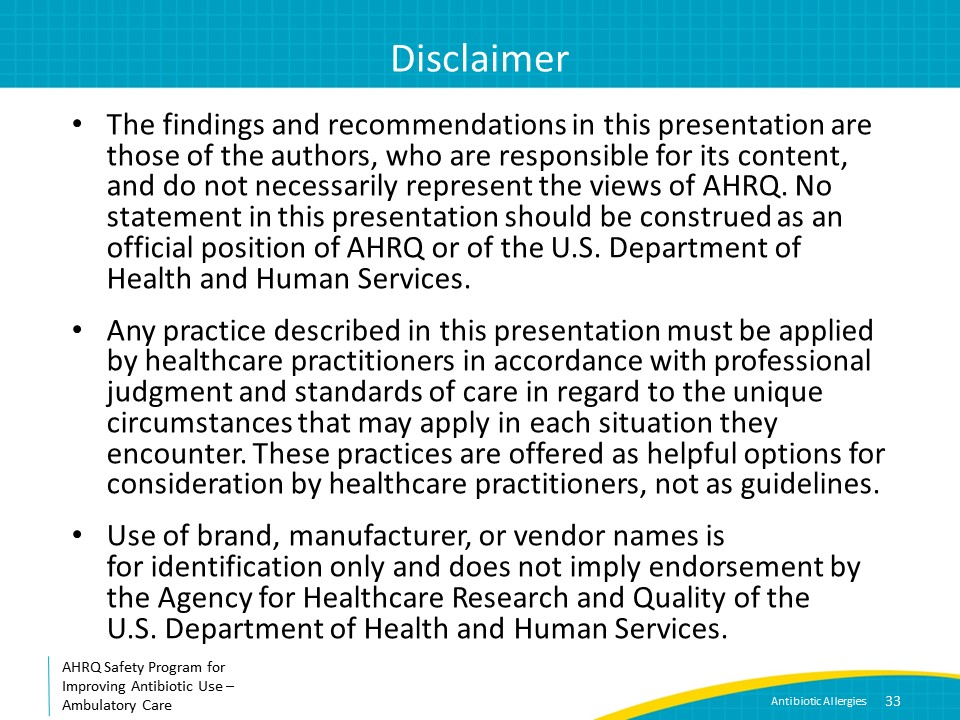 Disclaimer
• The findings and recommendations in this presentation are
those of the authors, who are responsible for its content,
and do not necessarily represent the views of AHRQ. No
statement in this presentation should be construed as an
official position of AHRQ or of the U.S. Department of
Health and Human Services.
• Any practice described in this presentation must be applied
by healthcare practitioners in accordance with professional
judgment and standards of care in regard to the unique
circumstances that may apply in each situation they
encounter. These practices are offered as helpful options for
consideration by healthcare practitioners, not as guidelines.
• Use of brand, manufacturer, or vendor names is
for identification only and does not imply endorsement by
the Agency for Healthcare Research and Quality of the
U.S. Department of Health and Human Services.
AHRQ Safety Program for
Improving Antibiotic Use –
Ambulatory Care
Antibiotic Allergies 33